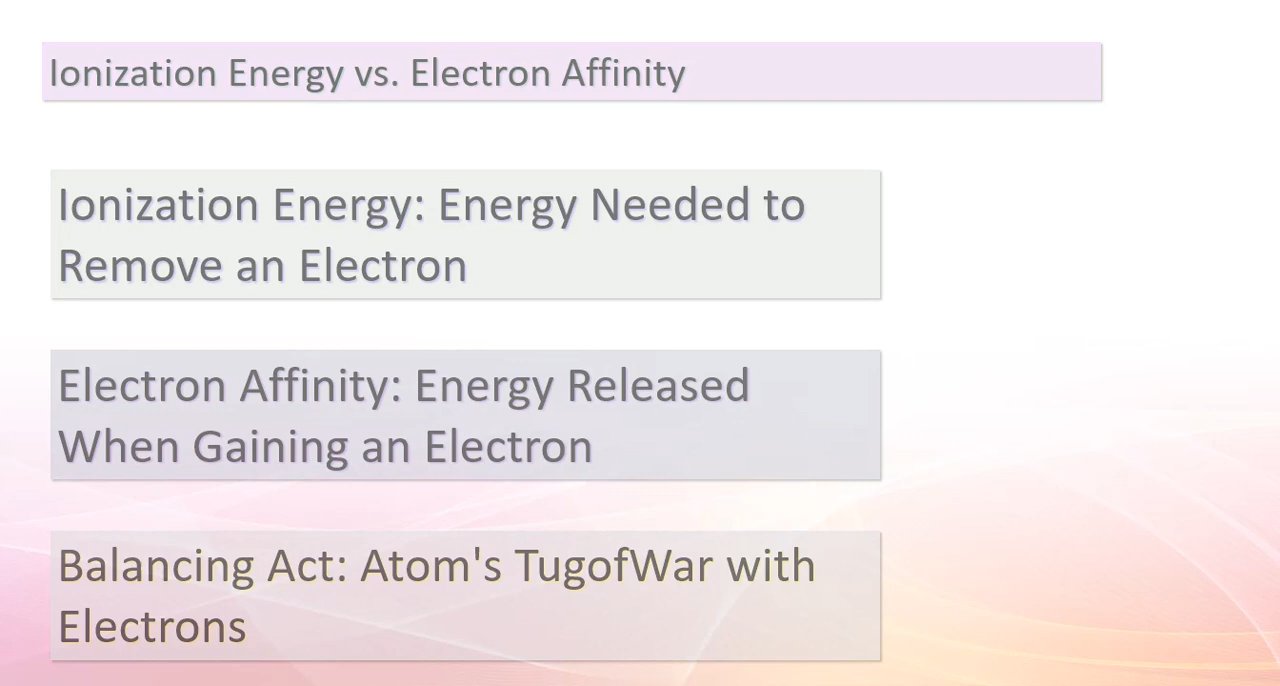 Ionization Energy vs. Electron Affinity
Ionization Energy: Energy Needed to
Remove an Electron
Electron Affinity: Energy Released
When Gaining an Electron
Balancing Act: Atom's TugofWar with
Electrons